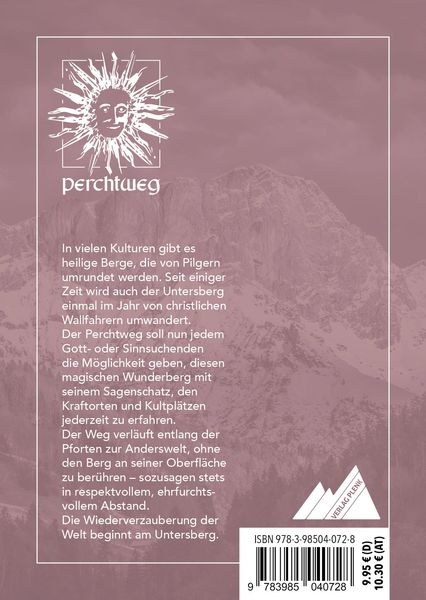 perchtweg
In vielen Kulturen gibt es
heilige Berge, die von Pilgern
umrundet werden. Seit einiger
Zeit wird auch der Untersberg
einmal im Jahr von christlichen
Wallfahrern umwandert.
Der Perchtweg soll nun jedem
Gott- oder Sinnsuchenden
die Möglichkeit geben, diesen
magischen Wunderberg mit
seinem Sagenschatz, den
Kraftorten und Kultplätzen
jederzeit zu erfahren.
Der Weg verläuft entlang der
Pforten zur Anderswelt, ohne
den Berg an seiner Oberfläche
zu berühren – sozusagen stets
in respektvollem, ehrfurchts-
vollem Abstand.
Die Wiederverzauberung der
Welt beginnt am Untersberg.
VERLAG PLENK
ISBN 978-3-98504-072-8
9 783985 040728
9.95 € (D)
10.30 € (AT)